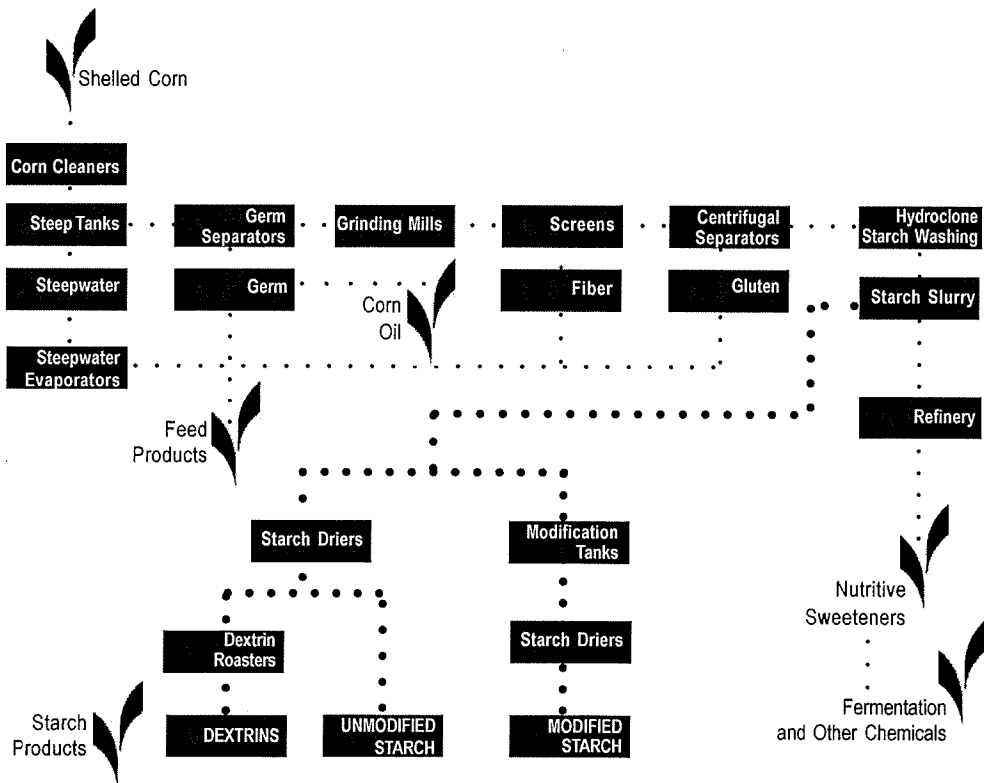 Shelled Corn
Corn Cleaners
Steep Tanks
Germ
Separators
Grinding Mills
Screens
Centrifugal
Separators
Hydroclone
Starch Washing
Steepwater
Germ
Corn
Oil
Fiber
Gluten
Starch Slurry
Steepwater
Evaporators
Feed
Products
Refinery
Starch Driers
Modification
Tanks
Nutritive
Sweeteners
Dextrin
Roasters
Starch Driers
Starch
Products
DEXTRINS
UNMODIFIED
STARCH
MODIFIED
STARCH
Fermentation
and Other Chemicals